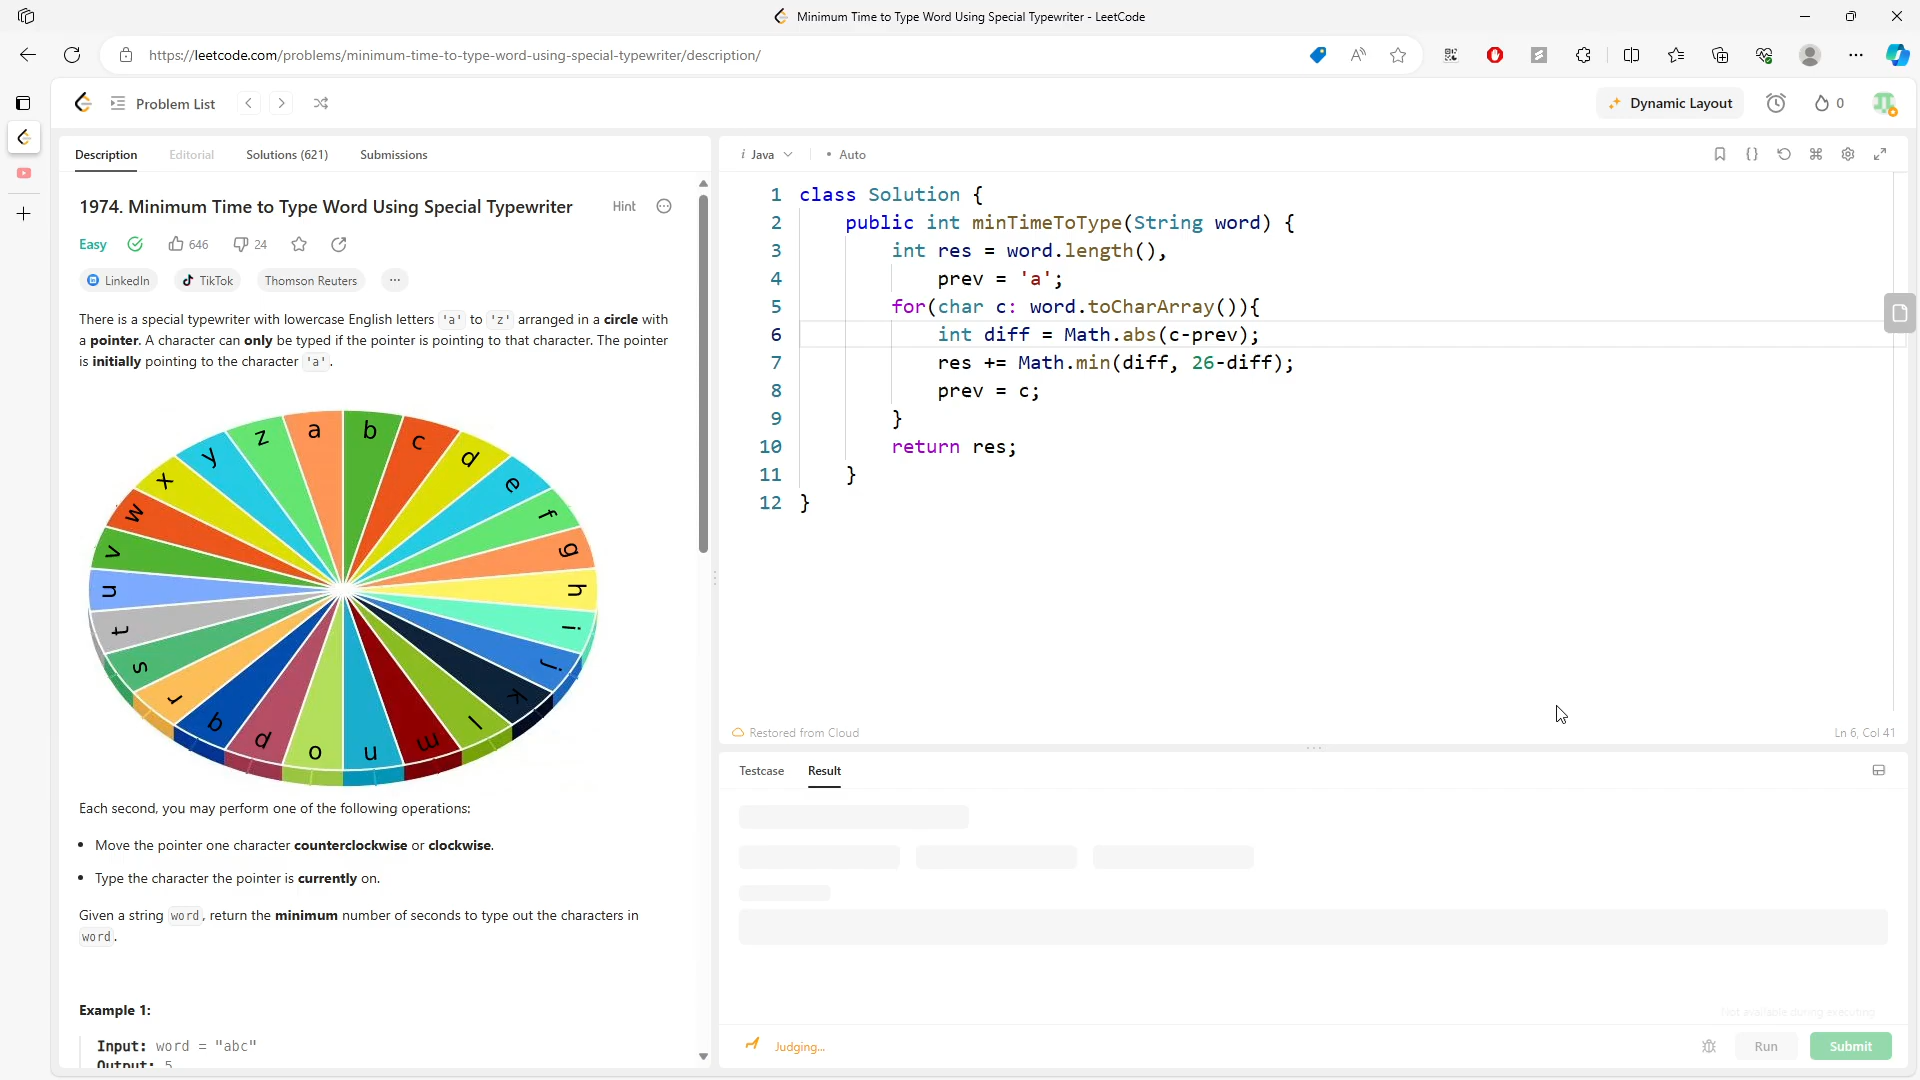 Minimum Time to Type Word Using Special Typewriter - LeetCode
https://leetcode.com/problems/minimum-time-to-type-word-using-special-typewriter/description/
Problem List
Dynamic Layout
0
Description
Editorial
Solutions (621)
Submissions
1974. Minimum Time to Type Word Using Special Typewriter
Hint
Easy
646
24
LinkedIn
TikTok
Thomson Reuters
There is a special typewriter with lowercase English letters 'a' to 'z' arranged in a circle with
a pointer. A character can only be typed if the pointer is pointing to that character. The pointer
is initially pointing to the character 'a'.
a
b
c
d
e
f
g
h
i
j
k
l
m
n
o
p
q
r
s
t
u
v
w
x
y
z
Each second, you may perform one of the following operations:
• Move the pointer one character counterclockwise or clockwise.
• Type the character the pointer is currently on.
Given a string word, return the minimum number of seconds to type out the characters in
word.
Example 1:
Input: word = "abc"
Output: 5
i Java
• Auto
{}
1 class Solution {
2 public int minTimeToType(String word) {
3 int res = word.length(),
4 prev = 'a';
5 for(char c: word.toCharArray()){
6 int diff = Math.abs(c-prev);
7 res += Math.min(diff, 26-diff);
8 prev = c;
9 }
10 return res;
11 }
12 }
Restored from Cloud
Ln 6, Col 41
Testcase
Result
Not available during executing
Judging...
Run
Submit